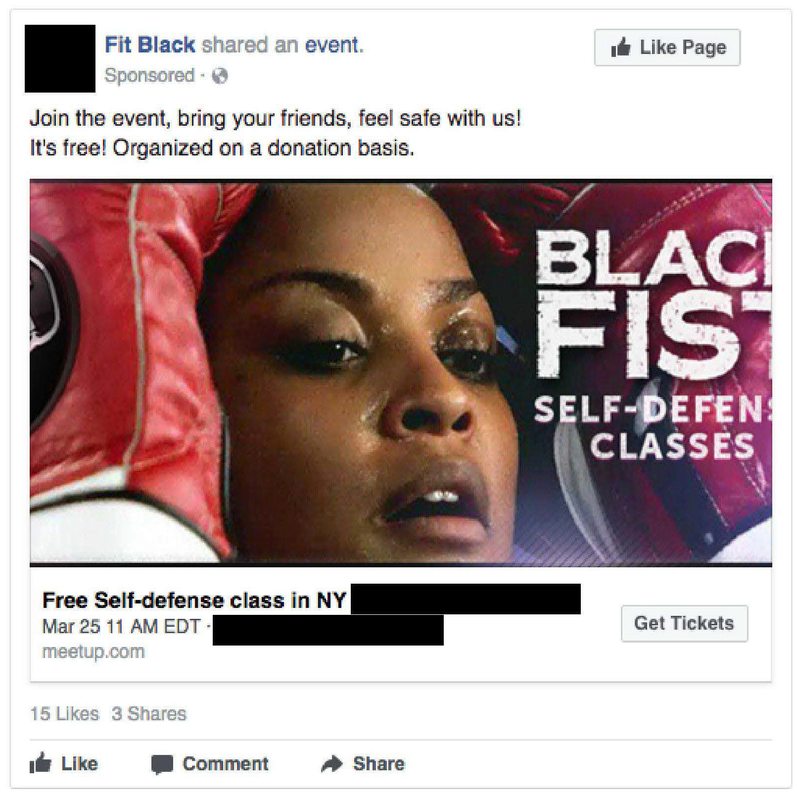 Fit Black shared an event.
Like Page
Sponsored ·
Join the event, bring your friends, feel safe with us!
It's free! Organized on a donation basis.
BLAC
FIST
SELF-DEFENS
CLASSES
Free Self-defense class in NY
Mar 25 11 AM EDT ·
meetup.com
Get Tickets
15 Likes 3 Shares
Like Comment Share